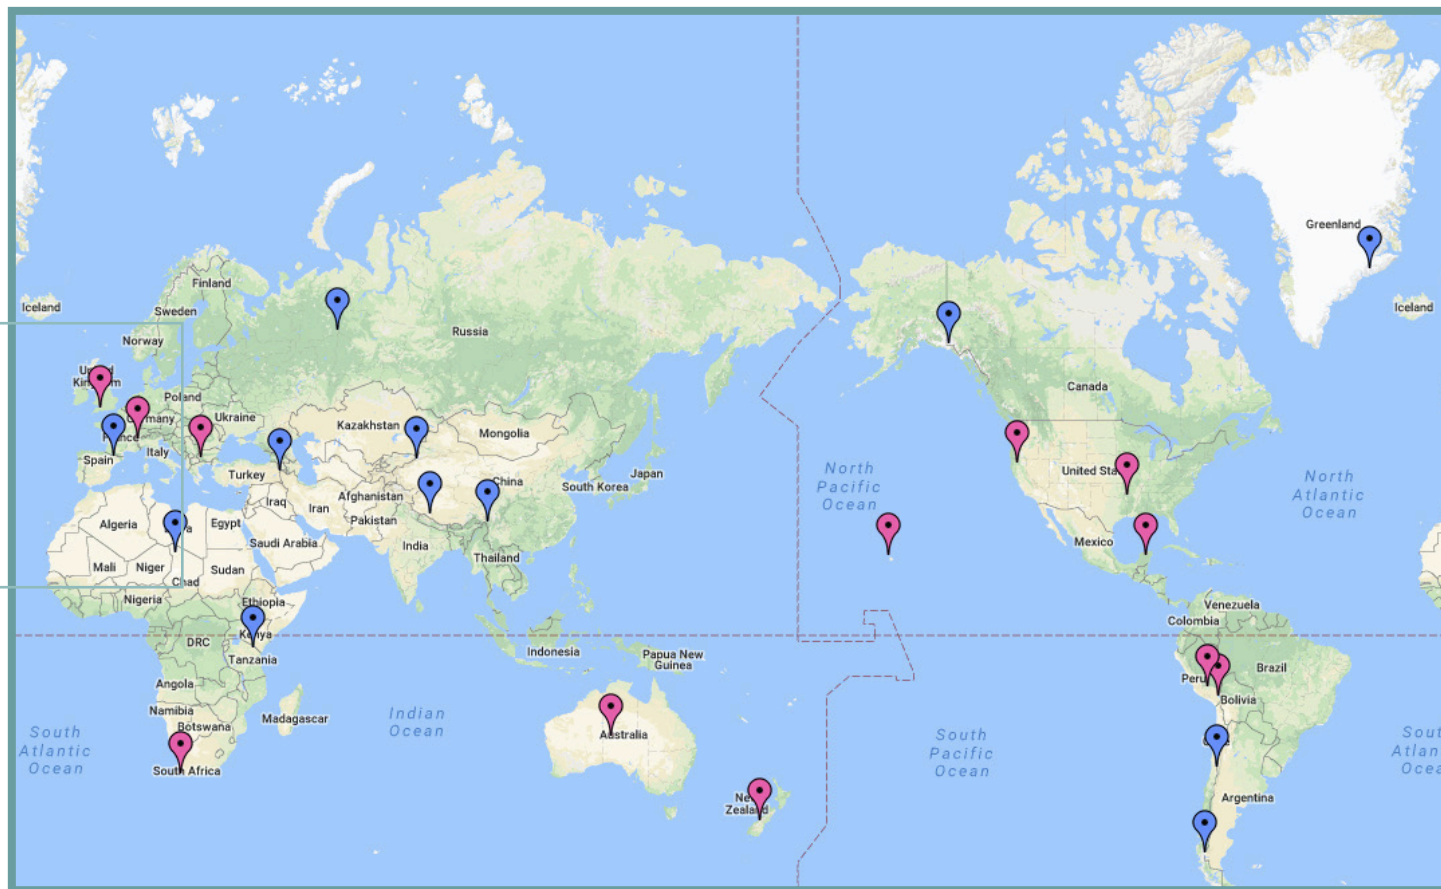 Greenland
Iceland
Iceland
Finland
Sweden
Norway
Russia
Canada
Poland
Ukraine
Kazakhstan
Mongolia
Italy
Spain
Turkey
China
Japan
South Korea
North
Pacific
Ocean
North
Atlantic
Ocean
Iraq
Iran
Afghanistan
Pakistan
Algeria
Egypt
Saudi Arabia
India
Thailand
Mexico
Mali
Niger
Chad
Sudan
Nigeria
Ethiopia
Venezuela
Colombia
DRC
Kenya
Tanzania
Indonesia
Papua New
Guinea
Brazil
Peru
Bolivia
Angola
Namibia
Botswana
Madagascar
Indian
Ocean
South
Atlantic
Ocean
South Africa
Australia
South
Pacific
Ocean
Zealand
Argentina